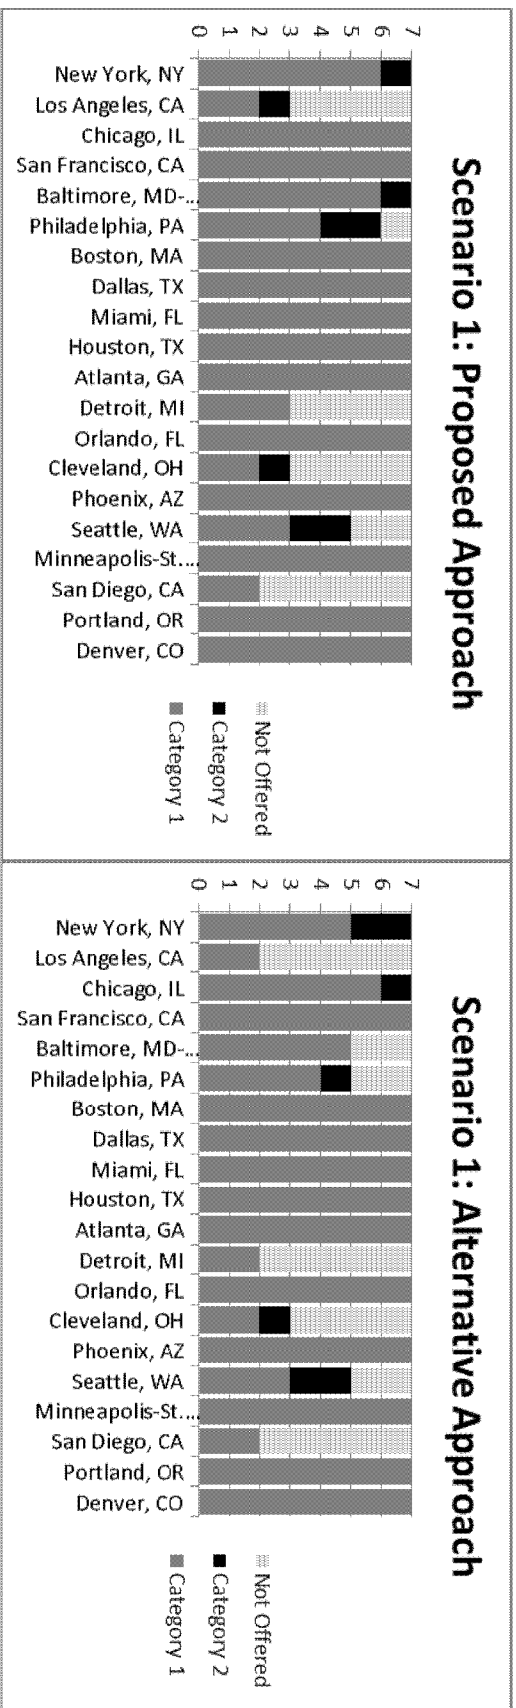 Scenario 1: Proposed Approach
7
6
5
4
3
2
1
0
New York, NY
Los Angeles, CA
Chicago, IL
San Francisco, CA
Baltimore, MD-...
Philadelphia, PA
Boston, MA
Dallas, TX
Miami, FL
Houston, TX
Atlanta, GA
Detroit, MI
Orlando, FL
Cleveland, OH
Phoenix, AZ
Seattle, WA
Minneapolis-St....
San Diego, CA
Portland, OR
Denver, CO
Not Offered
Category 2
Category 1
Scenario 1: Alternative Approach
7
6
5
4
3
2
1
0
New York, NY
Los Angeles, CA
Chicago, IL
San Francisco, CA
Baltimore, MD-...
Philadelphia, PA
Boston, MA
Dallas, TX
Miami, FL
Houston, TX
Atlanta, GA
Detroit, MI
Orlando, FL
Cleveland, OH
Phoenix, AZ
Seattle, WA
Minneapolis-St....
San Diego, CA
Portland, OR
Denver, CO
Not Offered
Category 2
Category 1